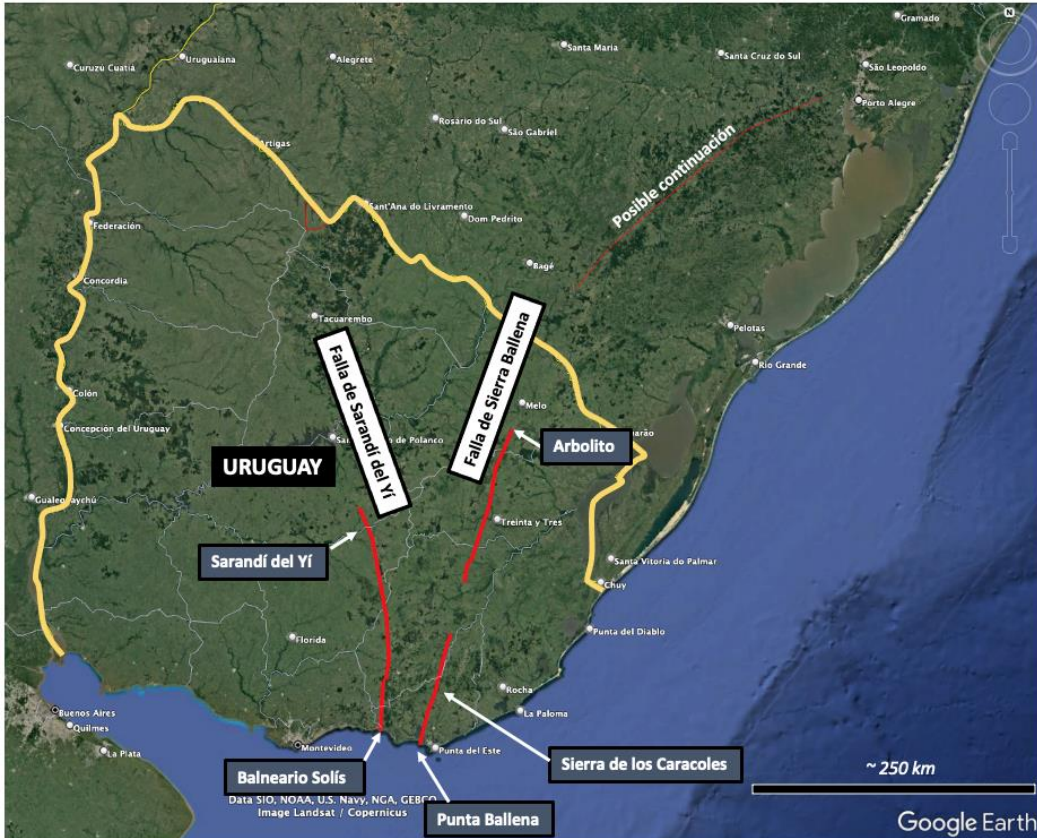 Gramado
Santa Maria
Santa Cruz do Sul
N
Curuzú Cuatiá
Uruguaiana
Alegrete
São Leopoldo
Porto Alegre
Rosario do Sul
São Gabriel
Artigas
Posible continuación
Sant'Ana do Livramento
Dom Pedrito
Federación
Bagé
Concordia
Tacuarembo
Pelotas
Rio Grande
Falla de Sarandí del Yí
Falla de Sierra Ballena
Colón
Melo
Concepción del Uruguay
de Polanco
Arbolito
URUGUAY
Gualeguaychú
Treinta y Tres
Sarandí del Yí
Santa Vitoria do Palmar
Chuy
Florida
Punta del Diablo
Rocha
La Paloma
Buenos Aires
Quilmes
La Plata
Montevideo
Punta del Este
Balneario Solís
Sierra de los Caracoles
~ 250 km
Data SIO, NOAA, U.S. Navy, NGA, GEBCO
Image Landsat / Copernicus
Punta Ballena
Google Earth